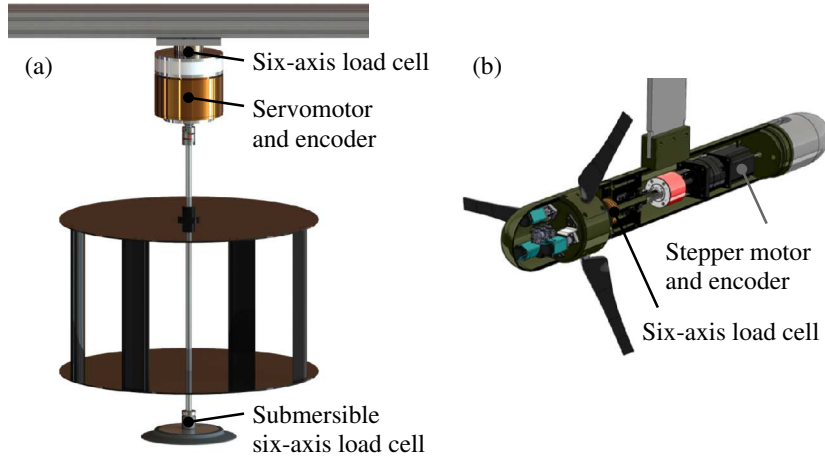 (a)
Six-axis load cell
Servomotor
and encoder
Submersible
six-axis load cell
(b)
Stepper motor
and encoder
Six-axis load cell